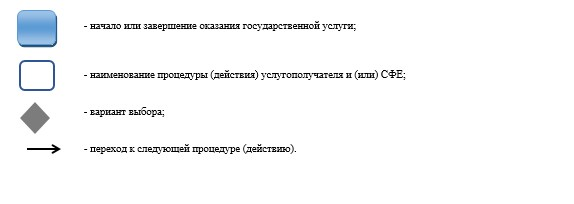 - начало или завершение оказания государственной услуги;
- наименование процедуры (действия) услугополучателя и (или) СФЕ;
- вариант выбора;
- переход к следующей процедуре (действию).